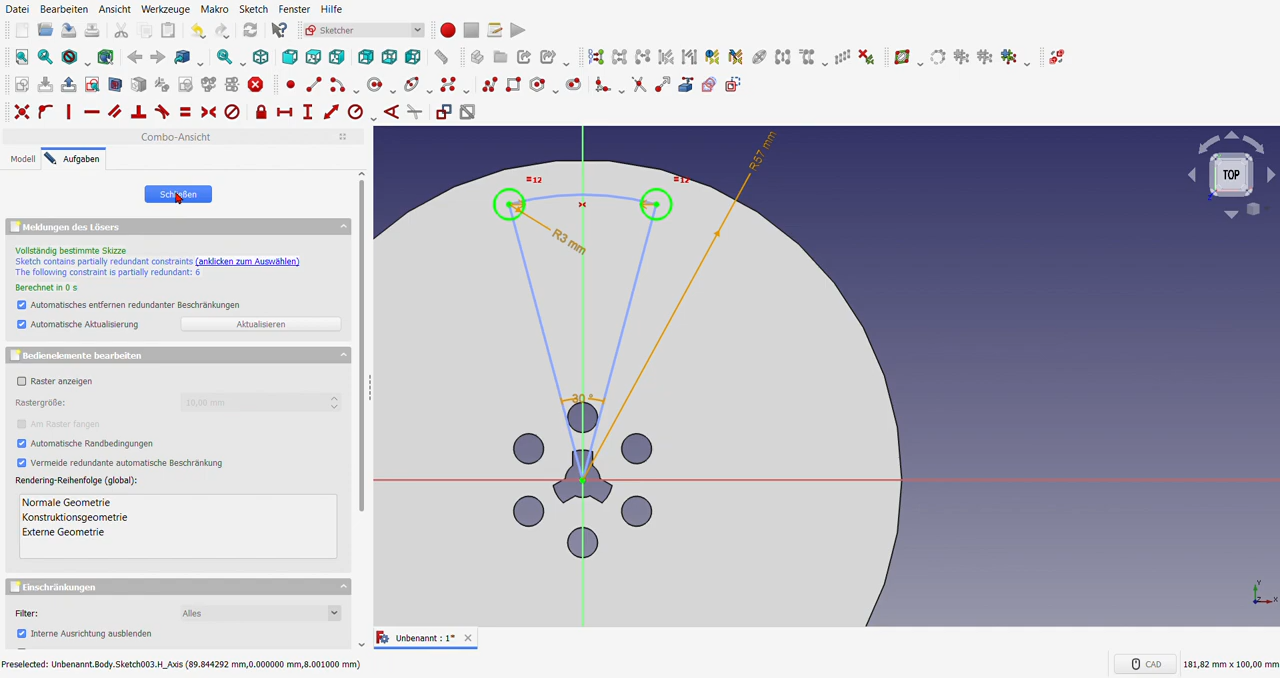 Datei Bearbeiten Ansicht Werkzeuge Makro Sketch Fenster Hilfe
Sketcher
Combo-Ansicht
Modell Aufgaben
Schließen
Meldungen des Lösers
Vollständig bestimmte Skizze
Sketch contains partially redundant constraints (anklicken zum Auswählen)
The following constraint is partially redundant: 6
Berechnet in 0 s
Automatisches entfernen redundanter Beschränkungen
Automatische Aktualisierung Aktualisieren
Bedienelemente bearbeiten
Raster anzeigen
Rastergröße: 10,00 mm
Am Raster fangen
Automatische Randbedingungen
Vermeide redundante automatische Beschränkung
Rendering-Reihenfolge (global):
Normale Geometrie
Konstruktionsgeometrie
Externe Geometrie
Einschränkungen
Filter: Alles
Interne Ausrichtung ausblenden
12 12
R57 mm
R3 mm
30 °
TOP
Y
Z X
Unbenannt : 1*
Preselected: Unbenannt.Body.Sketch003.H_Axis (89.844292 mm,0.000000 mm,8.001000 mm)
CAD 181,82 mm x 100,00 mm